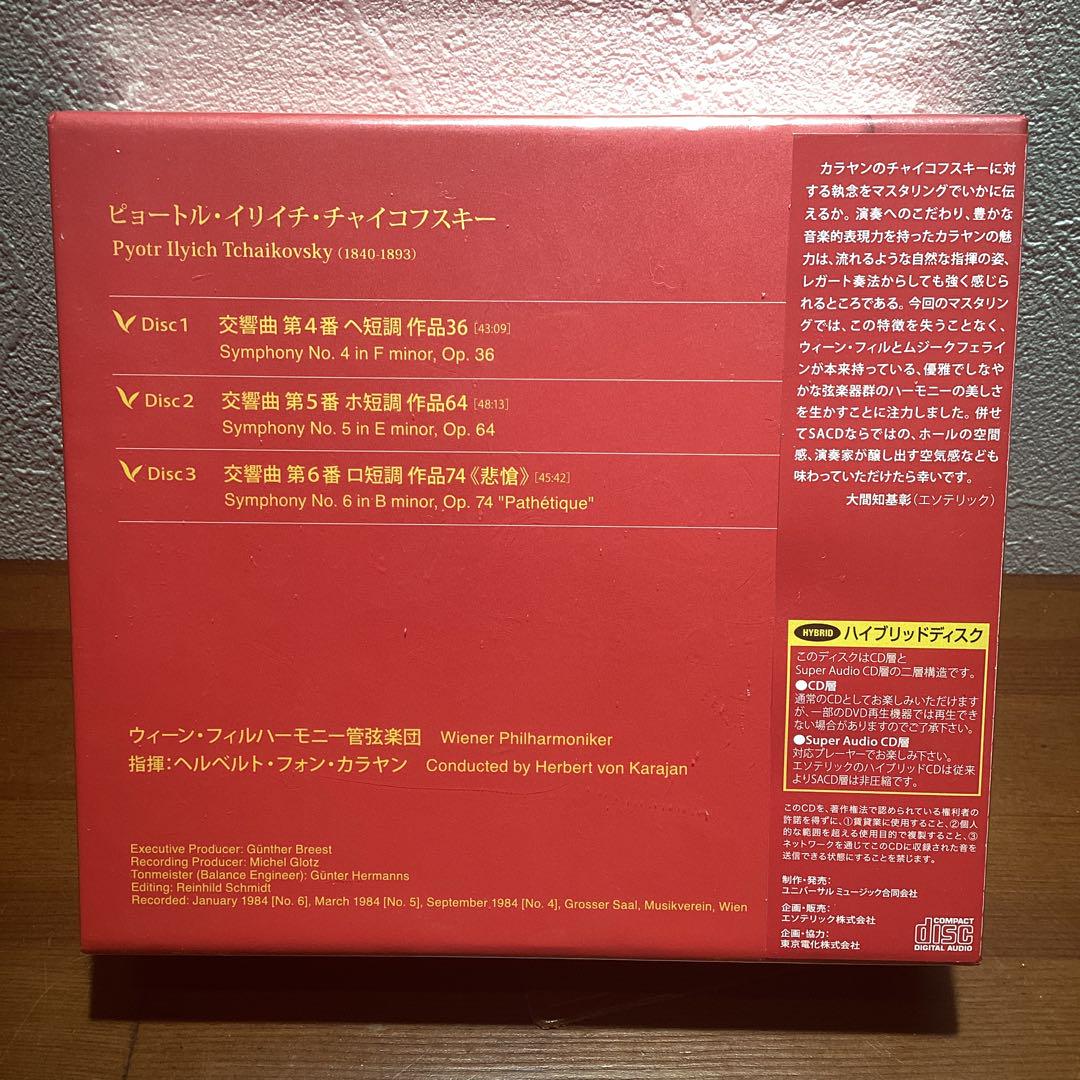 ピョートル・イリイチ・チャイコフスキー
Pyotr Ilyich Tchaikovsky (1840-1893)
Disc1 交響曲 第4番 ヘ短調 作品36 [43:09]
Symphony No. 4 in F minor, Op. 36
Disc2 交響曲 第5番 ホ短調 作品64 [48:13]
Symphony No. 5 in E minor, Op. 64
Disc3 交響曲 第6番 ロ短調 作品74《悲愴》[45:42]
Symphony No. 6 in B minor, Op. 74 "Pathétique"
ウィーン・フィルハーモニー管弦楽団 Wiener Philharmoniker
指揮：ヘルベルト・フォン・カラヤン Conducted by Herbert von Karajan
Executive Producer: Günther Breest
Recording Producer: Michel Glotz
Tonmeister (Balance Engineer): Günter Hermanns
Editing: Reinhild Schmidt
Recorded: January 1984 [No. 6], March 1984 [No. 5], September 1984 [No. 4], Grosser Saal, Musikverein, Wien
カラヤンのチャイコフスキーに対
する執念をマスタリングでいかに伝
えるか。演奏へのこだわり、豊かな
音楽的表現力を持ったカラヤンの魅
力は、流れるような自然な指揮の姿、
レガート奏法からしても強く感じら
れるところである。今回のマスタリン
グでは、この特徴を失うことなく、
ウィーン・フィルとムジークフェライ
ンが本来持っている、優雅でしなや
かな弦楽器群のハーモニーの美しさ
を生かすことに注力しました。併せ
てSACDならではの、ホールの空間
感、演奏家が醸し出す空気感なども
味わっていただけたら幸いです。
大間知基彰（エソテリック）
HYBRID ハイブリッドディスク
このディスクはCD層と
Super Audio CD層の二層構造です。
●CD層
通常のCDとしてお楽しみいただけます
が、一部のDVD再生機器では再生でき
ない場合がありますのでご了承下さい。
●Super Audio CD層
対応プレーヤーでお楽しみ下さい。
エソテリックのハイブリッドCDは従来
よりSACD層は非圧縮です。
このCDを、著作権法で認められている権利者の
許諾を得ずに、①賃貸業に使用すること、②個人
的な範囲を超える使用目的で複製すること、③
ネットワークを通じてこのCDに収録された音を
送信できる状態にすることを禁じます。
制作・発売：
ユニバーサル ミュージック合同会社
企画・販売：
エソテリック株式会社
企画・協力：
東京電化株式会社
COMPACT
disc
DIGITAL AUDIO